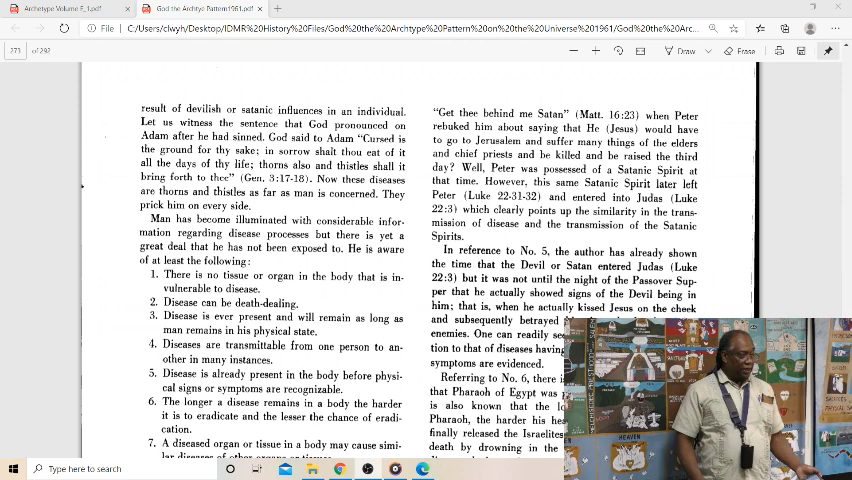 Archetype Volume E_1.pdf
God the Archtye Pattern1961.pdf
File
C:/Users/clwyh/Desktop/IDMR%20History%20Files/God%20the%20Archtype%20Pattern%20on%20the%20Universe%201961/God%20the%20Arc...
273 of 292
Draw
Erase
result of devilish or satanic influences in an individual.
Let us witness the sentence that God pronounced on
Adam after he had sinned. God said to Adam “Cursed is
the ground for thy sake; in sorrow shalt thou eat of it
all the days of thy life; thorns also and thistles shall it
bring forth to thee” (Gen. 3:17-18). Now these diseases
are thorns and thistles as far as man is concerned. They
prick him on every side.
Man has become illuminated with considerable infor-
mation regarding disease processes but there is yet a
great deal that he has not been exposed to. He is aware
of at least the following:
1. There is no tissue or organ in the body that is in-
vulnerable to disease.
2. Disease can be death-dealing.
3. Disease is ever present and will remain as long as
man remains in his physical state.
4. Diseases are transmittable from one person to an-
other in many instances.
5. Disease is already present in the body before physi-
cal signs or symptoms are recognizable.
6. The longer a disease remains in a body the harder
it is to eradicate and the lesser the chance of eradi-
cation.
7. A diseased organ or tissue in a body may cause simi-
lar diseases of other organs or tissues.
“Get thee behind me Satan” (Matt. 16:23) when Peter
rebuked him about saying that He (Jesus) would have
to go to Jerusalem and suffer many things of the elders
and chief priests and be killed and be raised the third
day? Well, Peter was possessed of a Satanic Spirit at
that time. However, this same Satanic Spirit later left
Peter (Luke 22-31-32) and entered into Judas (Luke
22:3) which clearly points up the similarity in the trans-
mission of disease and the transmission of the Satanic
Spirits.
In reference to No. 5, the author has already shown
the time that the Devil or Satan entered Judas (Luke
22:3) but it was not until the night of the Passover Sup-
per that he actually showed signs of the Devil being in
him; that is, when he actually kissed Jesus on the cheek
and subsequently betrayed
enemies. One can readily se
tion to that of diseases having
symptoms are evidenced.
Referring to No. 6, there i
that Pharaoh of Egypt was
is also known that the
Pharaoh, the harder his hea
finally released the Israelites
death by drowning in the
HEAVEN
Type here to search